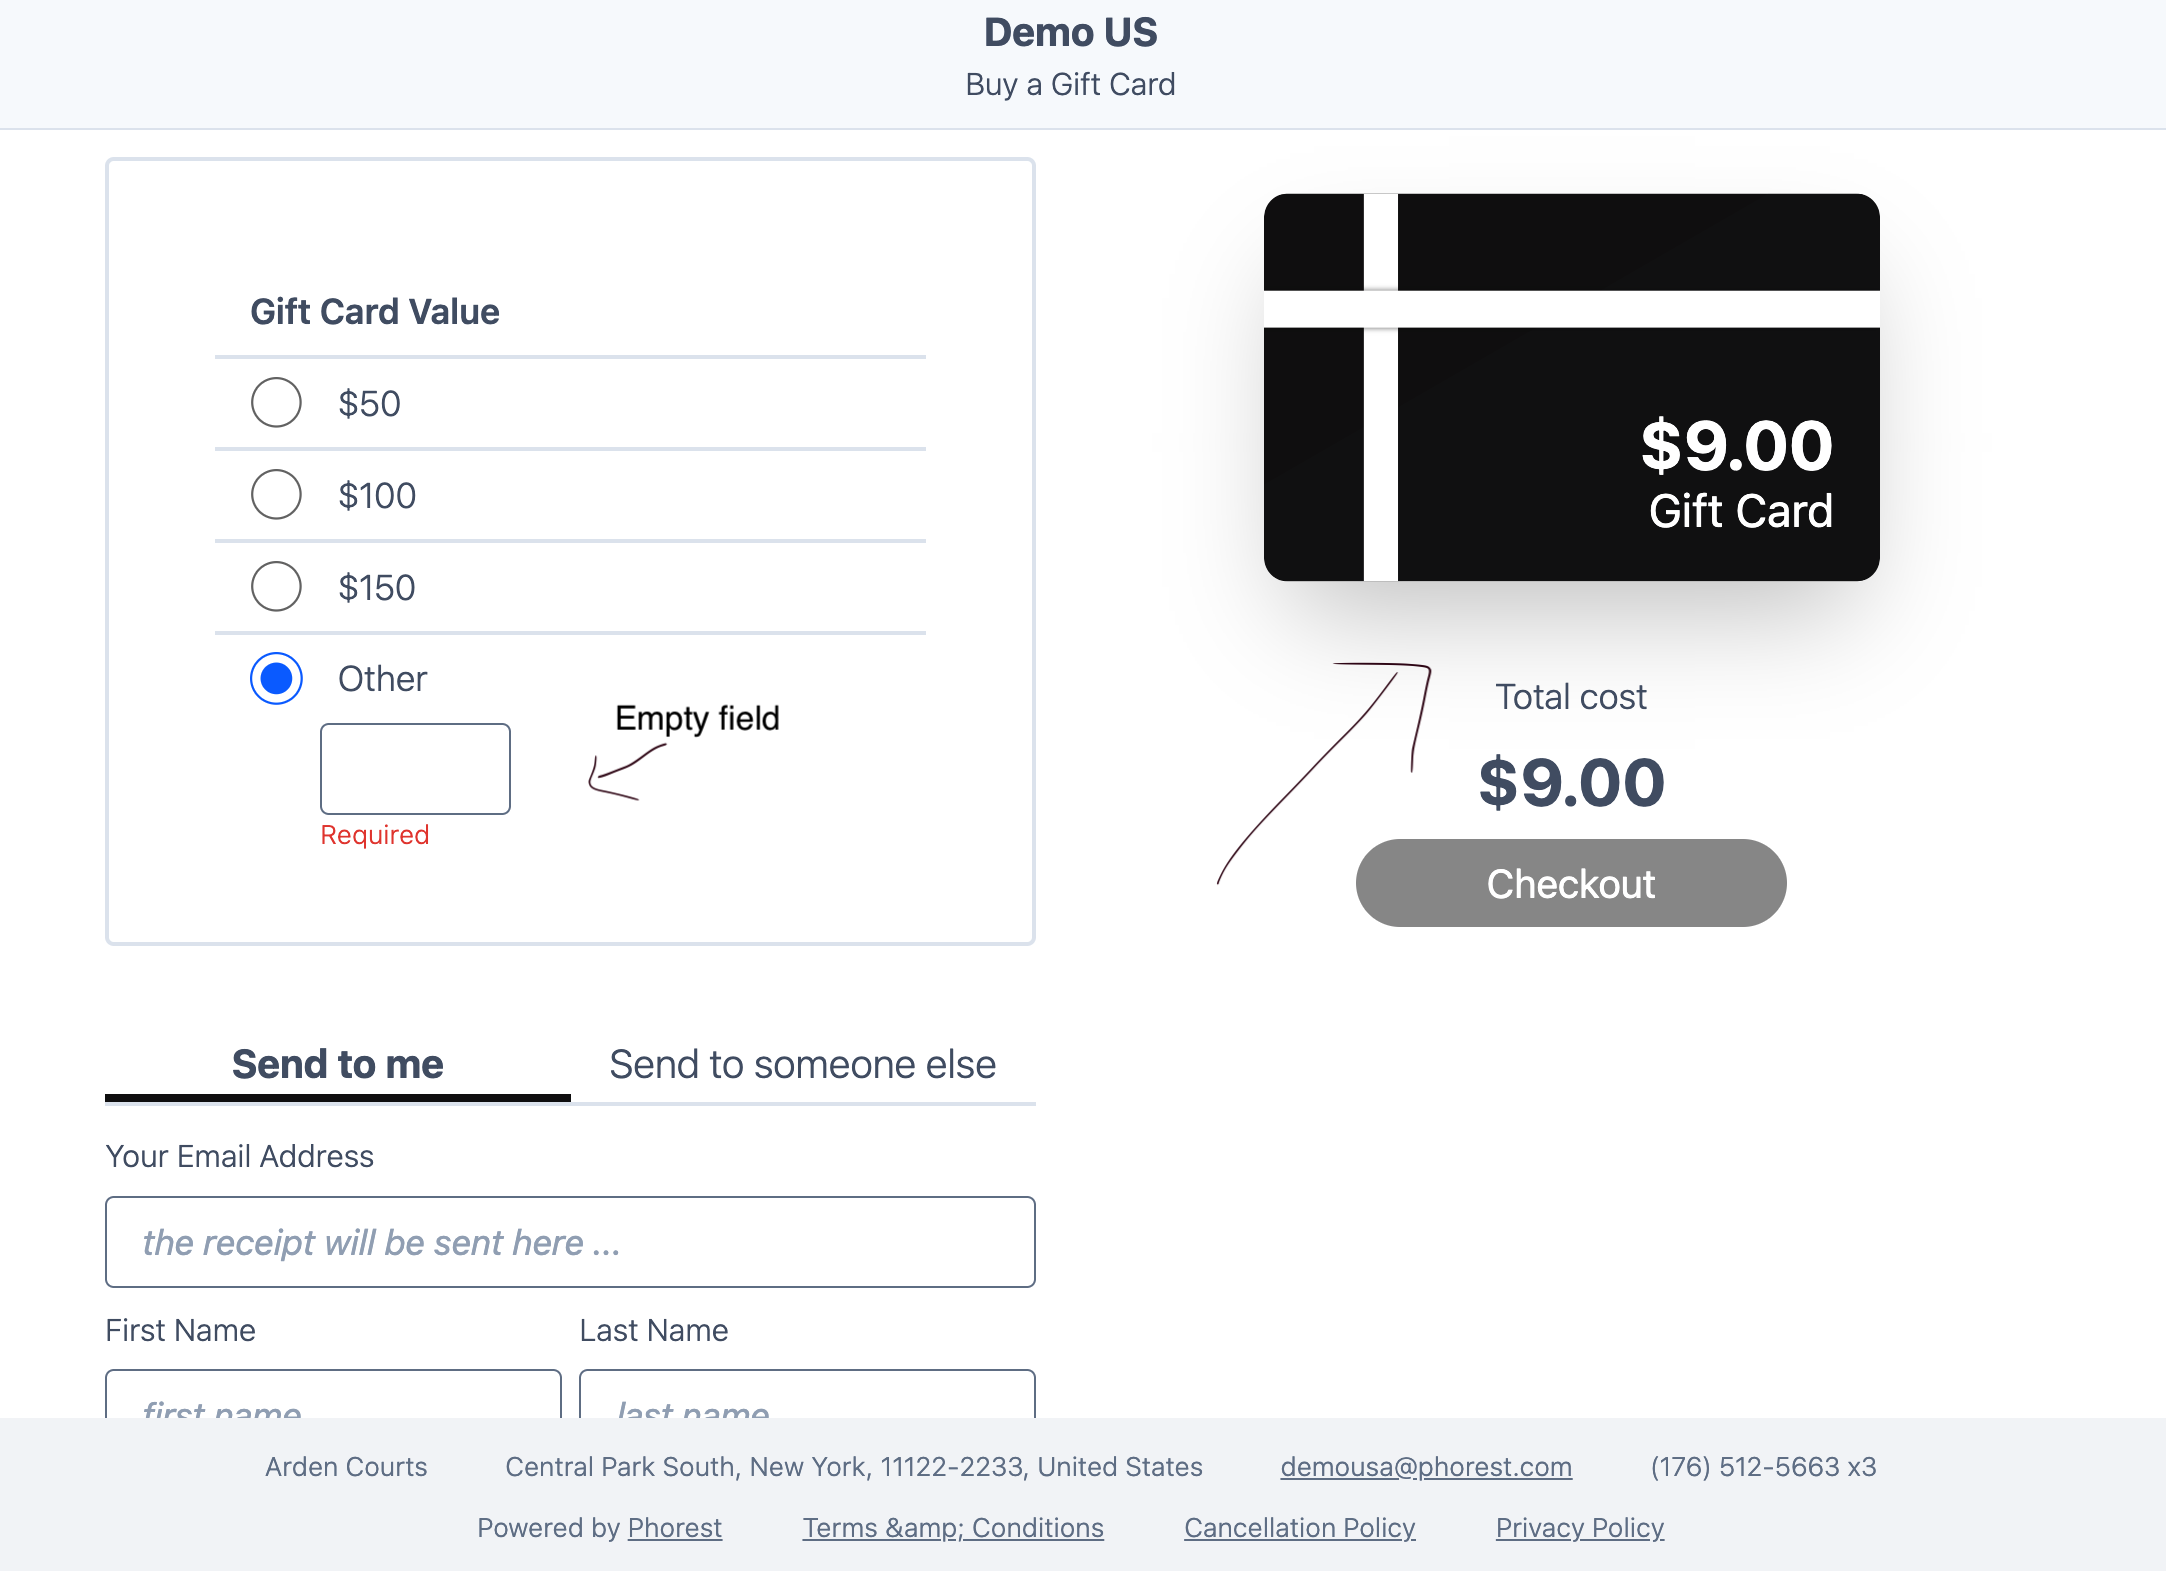 Demo US
Buy a Gift Card
Gift Card Value
$50
$100
$150
Other
Empty field
Required
$9.00
Gift Card
Total cost
$9.00
Checkout
Send to me
Send to someone else
Your Email Address
the receipt will be sent here ...
First Name
Last Name
first name
last name
Arden Courts
Central Park South, New York, 11122-2233, United States
demousa@phorest.com
(176) 512-5663 x3
Powered by Phorest
Terms &amp; Conditions
Cancellation Policy
Privacy Policy